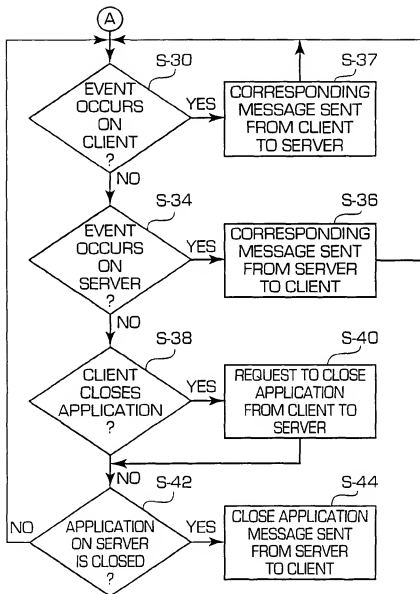 A
S-30
EVENT
OCCURS
ON
CLIENT
?
YES
S-37
CORRESPONDING
MESSAGE SENT
FROM CLIENT
TO SERVER
NO
S-34
EVENT
OCCURS
ON
SERVER
?
YES
S-36
CORRESPONDING
MESSAGE SENT
FROM SERVER
TO CLIENT
NO
S-38
CLIENT
CLOSES
APPLICATION
?
YES
S-40
REQUEST TO CLOSE
APPLICATION
FROM CLIENT TO
SERVER
NO
S-42
NO
APPLICATION
ON SERVER
IS CLOSED
?
YES
S-44
CLOSE APPLICATION
MESSAGE SENT
FROM SERVER
TO CLIENT